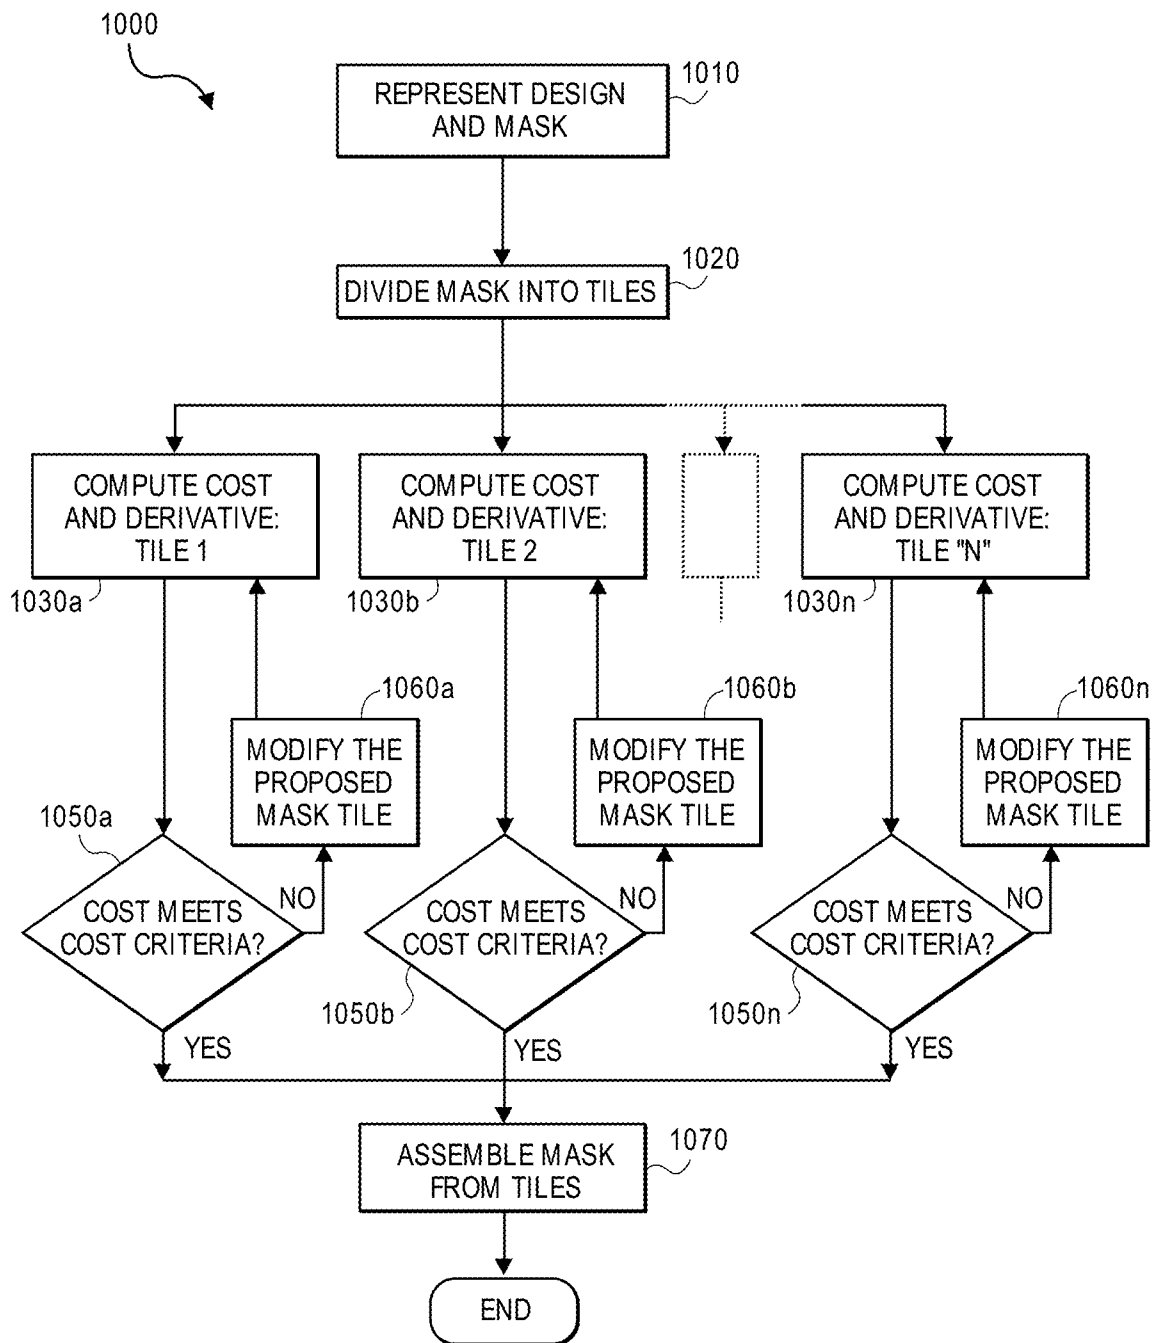 1000
REPRESENT DESIGN
AND MASK
1010
DIVIDE MASK INTO TILES
1020
COMPUTE COST
AND DERIVATIVE:
TILE 1
1030a
COMPUTE COST
AND DERIVATIVE:
TILE 2
1030b
COMPUTE COST
AND DERIVATIVE:
TILE "N"
1030n
1060a
MODIFY THE
PROPOSED
MASK TILE
1060b
MODIFY THE
PROPOSED
MASK TILE
1060n
MODIFY THE
PROPOSED
MASK TILE
1050a
COST MEETS
COST CRITERIA?
NO
YES
COST MEETS
COST CRITERIA?
NO
1050b
YES
COST MEETS
COST CRITERIA?
NO
1050n
YES
ASSEMBLE MASK
FROM TILES
1070
END